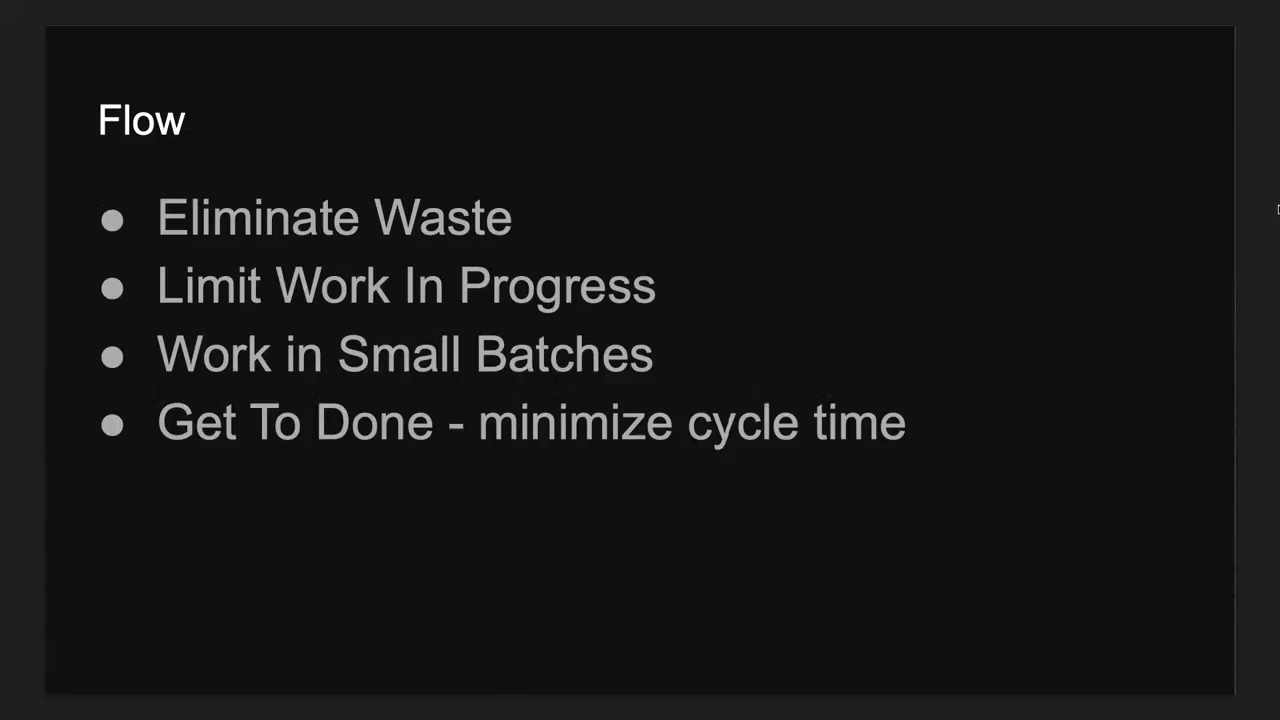 Flow
● Eliminate Waste
● Limit Work In Progress
● Work in Small Batches
● Get To Done - minimize cycle time